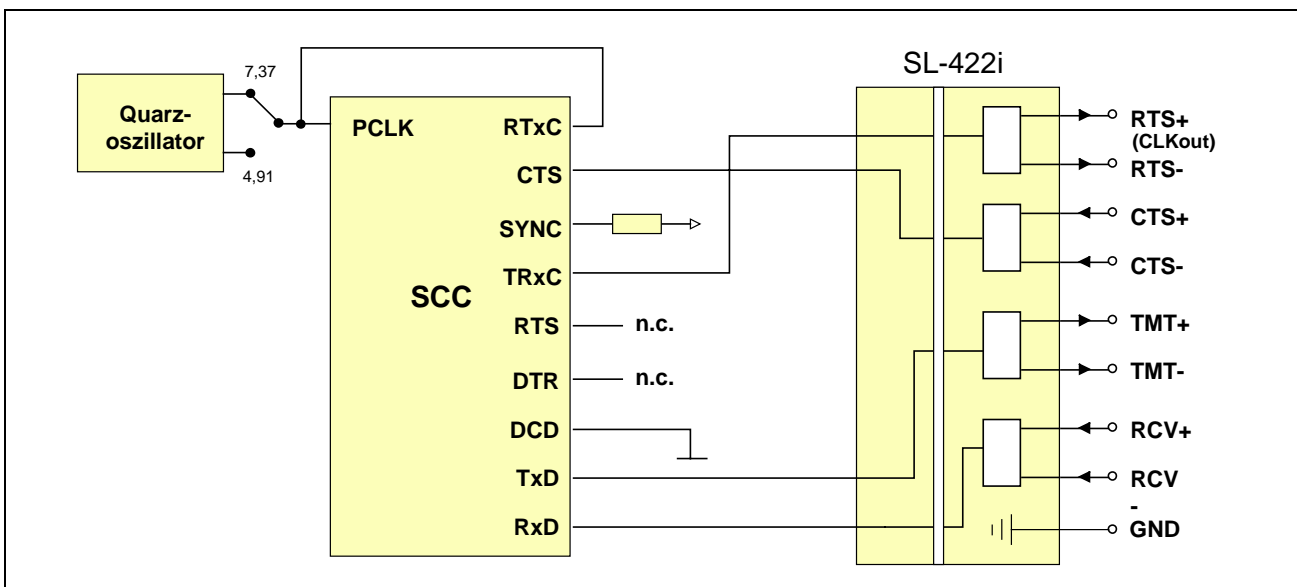 SL-422i
7,37
Quarz-
oszillator
4,91
PCLK
SCC
RTxC
CTS
SYNC
TRxC
RTS
n.c.
DTR
n.c.
DCD
TxD
RxD
RTS+
(CLKout)
RTS-
CTS+
CTS-
TMT+
TMT-
RCV+
RCV
-
GND